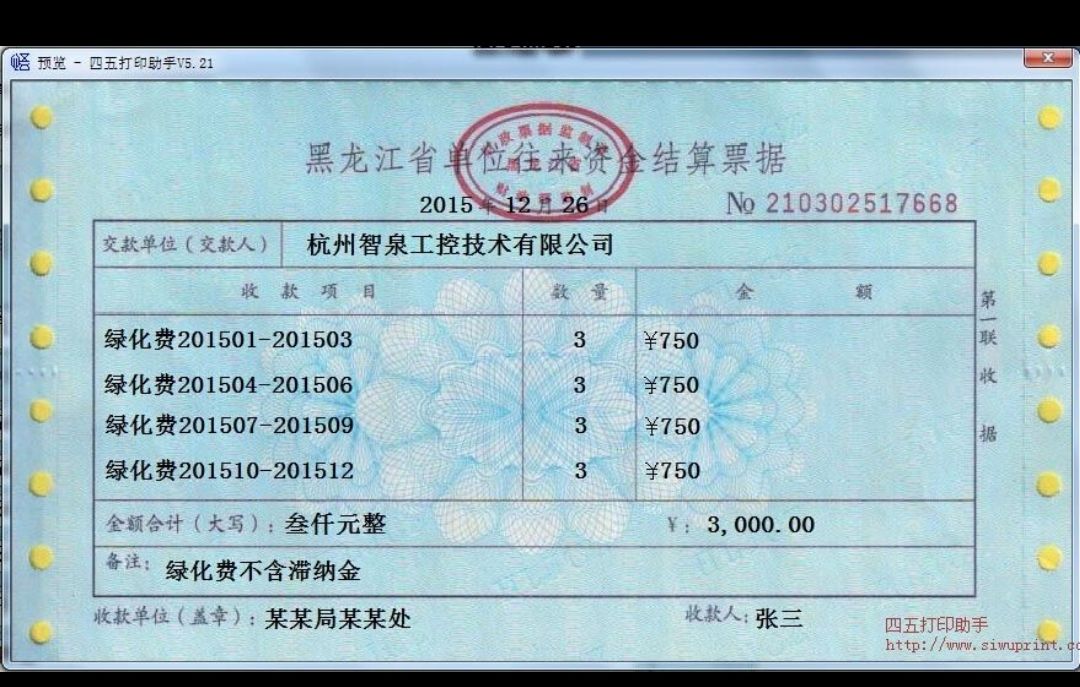 预览 - 四五打印助手V5.21
黑龙江省单位往来资金结算票据
2015 年 12 月 26 日
№ 210302517668
交款单位(交款人) 杭州智泉工控技术有限公司
收款项目 数量 金额
绿化费201501-201503 3 ¥750
绿化费201504-201506 3 ¥750
绿化费201507-201509 3 ¥750
绿化费201510-201512 3 ¥750
第一联 收据
金额合计(大写): 叁仟元整 ¥: 3,000.00
备注: 绿化费不含滞纳金
收款单位(盖章): 某某局某某处 收款人: 张三
四五打印助手
http://www.siwuprint.co